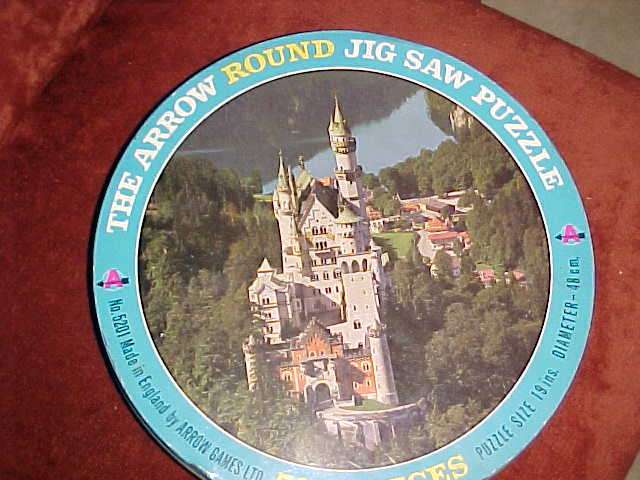 THE ARROW ROUND JIG SAW PUZZLE
A
A
No. 5201 Made in England by ARROW GAMES LTD
PUZZLE SIZE 19 ins. DIAMETER-48 cm.